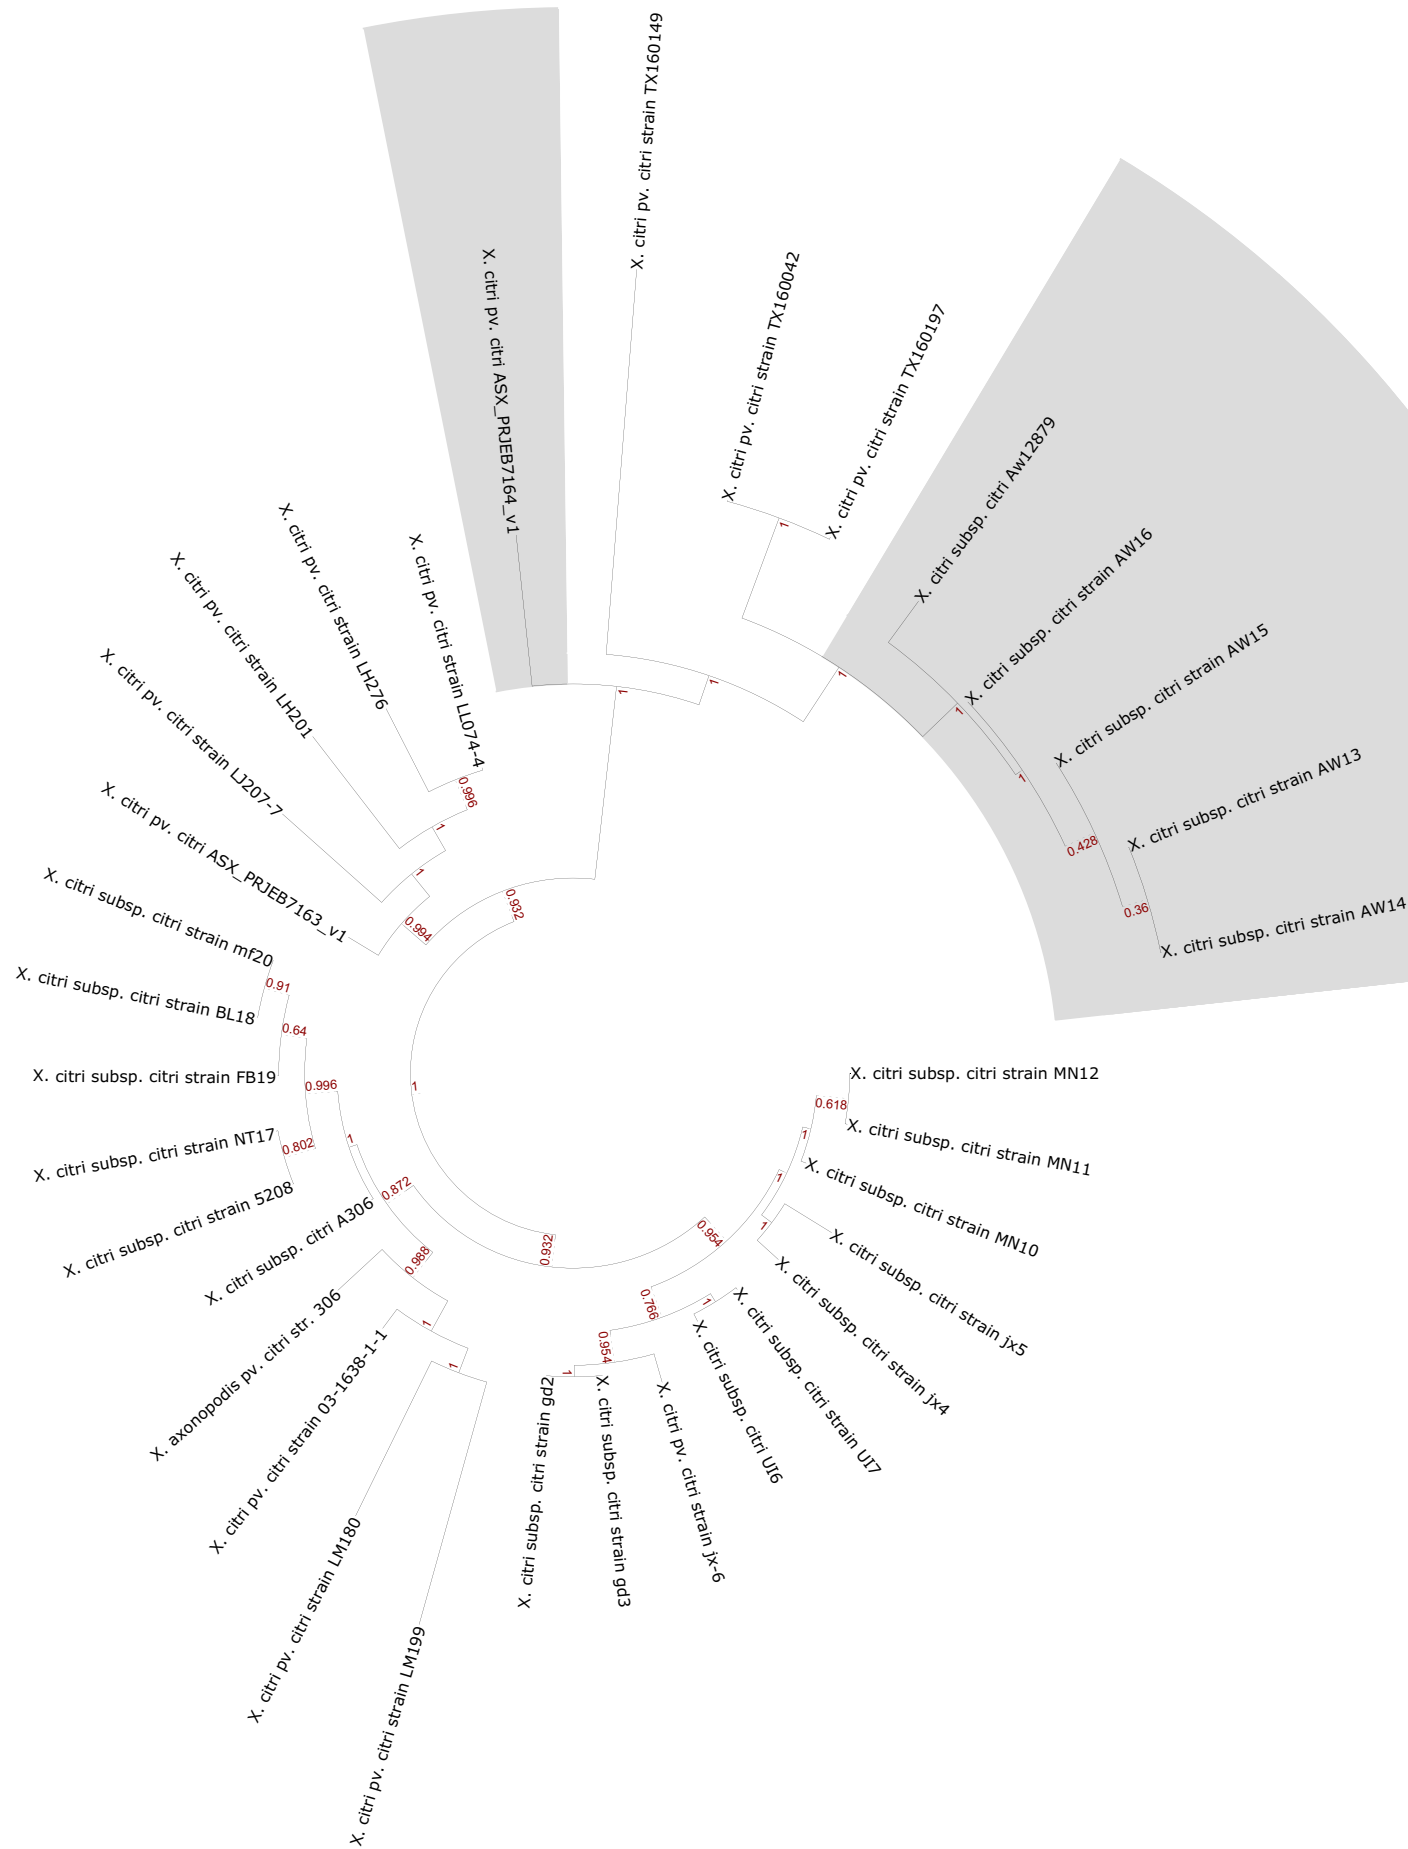 X. citri pv. citri strain TX160149
X. citri pv. citri strain TX160042
X. citri pv. citri strain TX160197
X. citri subsp. citri Aw12879
X. citri subsp. citri strain AW16
X. citri subsp. citri strain AW15
X. citri subsp. citri strain AW13
X. citri subsp. citri strain AW14
X. citri subsp. citri strain MN12
X. citri subsp. citri strain MN11
X. citri subsp. citri strain MN10
X. citri subsp. citri strain jx5
X. citri subsp. citri strain jx4
X. citri subsp. citri strain UI7
X. citri subsp. citri UI6
X. citri pv. citri strain jx-6
X. citri subsp. citri strain gd3
X. citri subsp. citri strain gd2
X. citri pv. citri strain LM199
X. citri pv. citri strain LM180
X. citri pv. citri strain 03-1638-1-1
X. axonopodis pv. citri str. 306
X. citri subsp. citri A306
X. citri subsp. citri strain 5208
X. citri subsp. citri strain NT17
X. citri subsp. citri strain FB19
X. citri subsp. citri strain BL18
X. citri subsp. citri strain mf20
X. citri pv. citri ASX_PRJEB7163_v1
X. citri pv. citri strain LJ207-7
X. citri pv. citri strain LH201
X. citri pv. citri strain LH276
X. citri pv. citri strain LL074-4
X. citri pv. citri ASX_PRJEB7164_v1
1
1
1
1
1
1
0.428
0.36
0.618
1
1
1
0.954
0.766
1
0.954
1
0.932
1
1
0.988
0.872
1
0.802
0.996
0.64
0.91
1
0.932
0.994
1
1
0.996